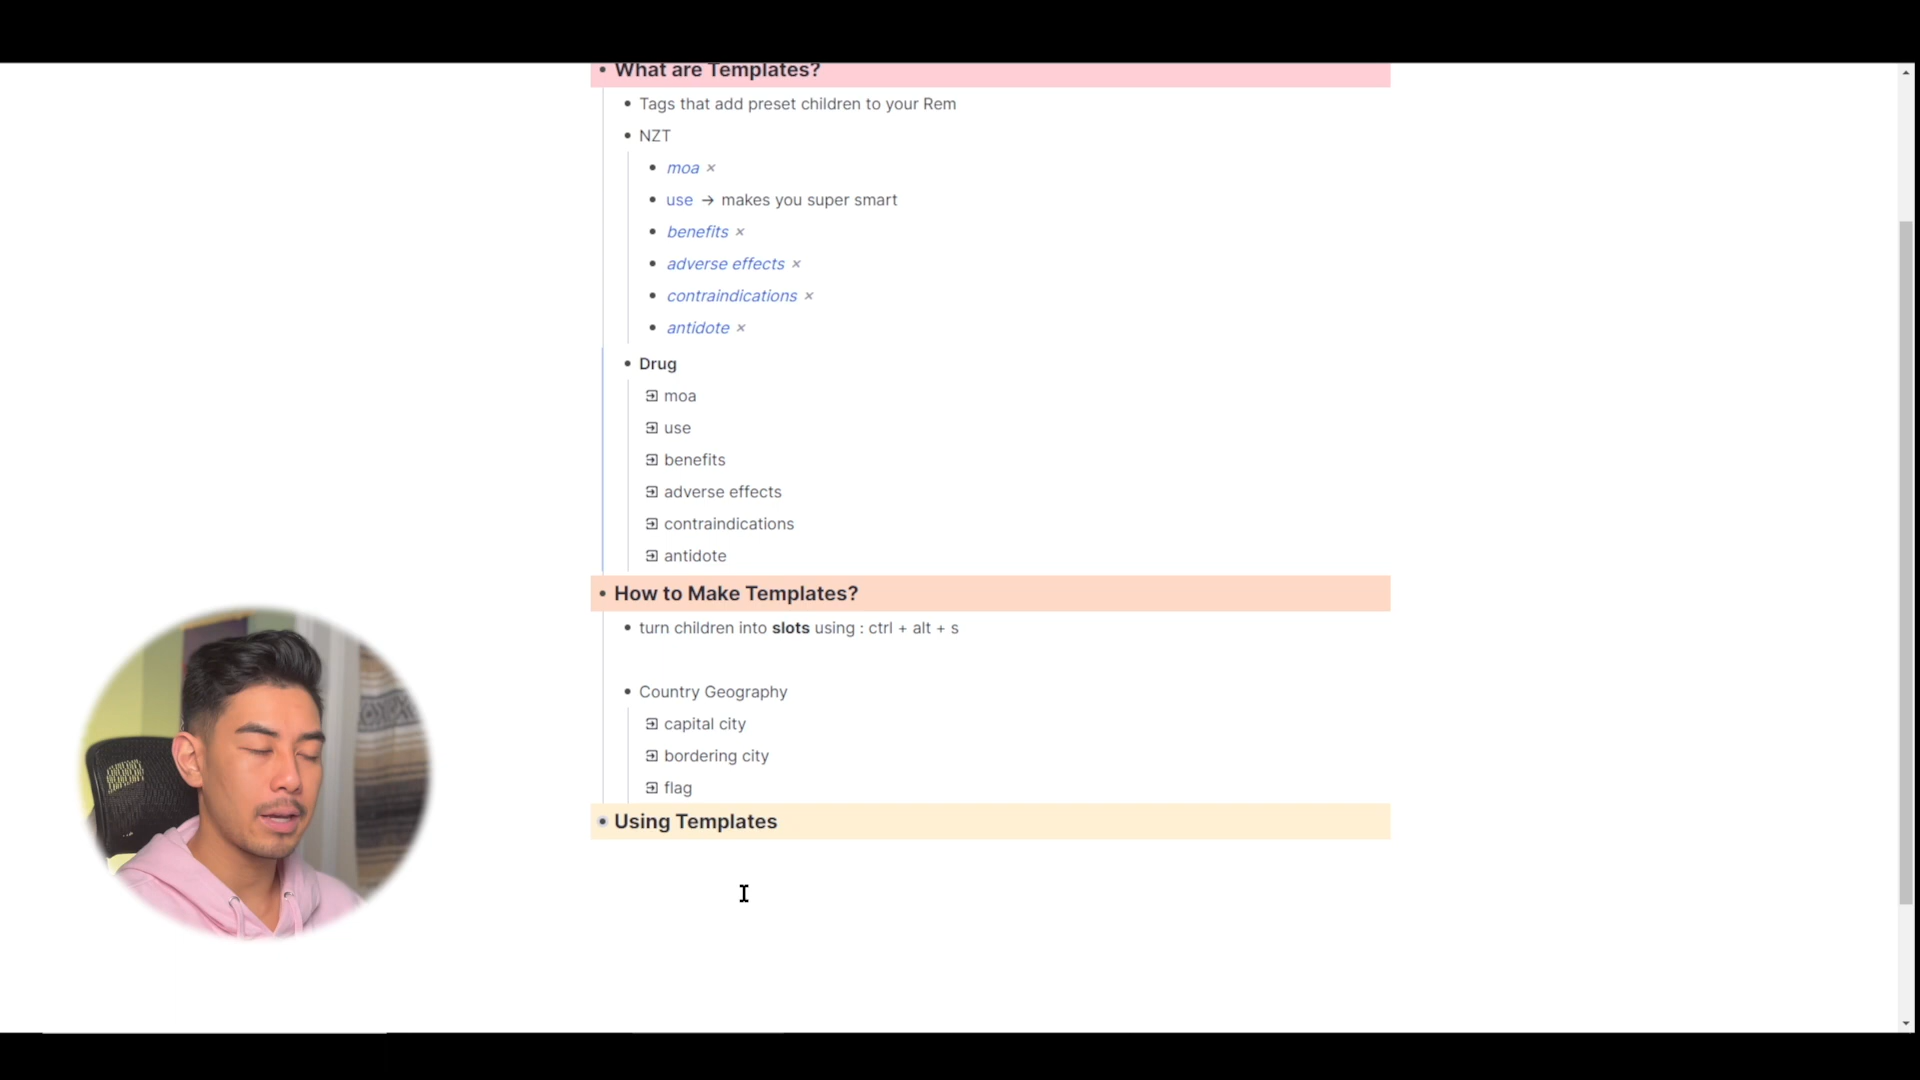 What are Templates?
Tags that add preset children to your Rem
NZT
moa ×
use → makes you super smart
benefits ×
adverse effects ×
contraindications ×
antidote ×
Drug
moa
use
benefits
adverse effects
contraindications
antidote
How to Make Templates?
turn children into slots using : ctrl + alt + s
Country Geography
capital city
bordering city
flag
Using Templates